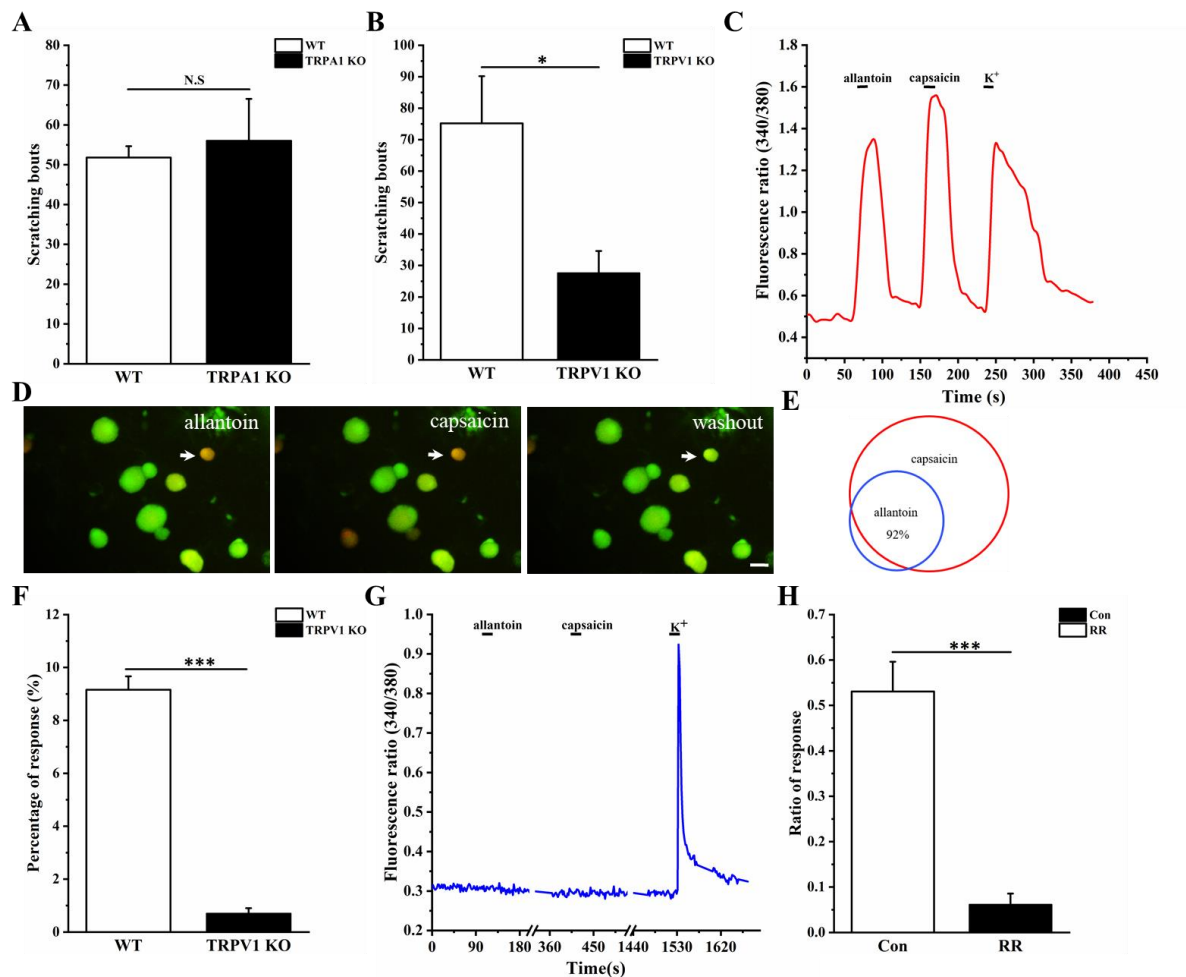 A
WT
TRPA1 KO
N.S
Scratching bouts
80
70
60
50
40
30
20
10
0
WT TRPA1 KO
B
WT
TRPV1 KO
*
Scratching bouts
100
90
80
70
60
50
40
30
20
10
0
WT TRPV1 KO
C
allantoin capsaicin K+
Fluorescence ratio (340/380)
1.6
1.4
1.2
1.0
0.8
0.6
0.4
0 50 100 150 200 250 300 350 400 450
Time (s)
D
allantoin
capsaicin
washout
E
capsaicin
allantoin
92%
F
WT
TRPV1 KO
***
Percentage of response (%)
12
10
8
6
4
2
0
WT TRPV1 KO
G
allantoin capsaicin K+
Fluorescence ratio (340/380)
1.0
0.9
0.8
0.7
0.6
0.5
0.4
0.3
0.2
0 90 180 360 450 1440 1530 1620
Time(s)
H
Con
RR
***
Ratio of response
0.7
0.6
0.5
0.4
0.3
0.2
0.1
0.0
Con RR